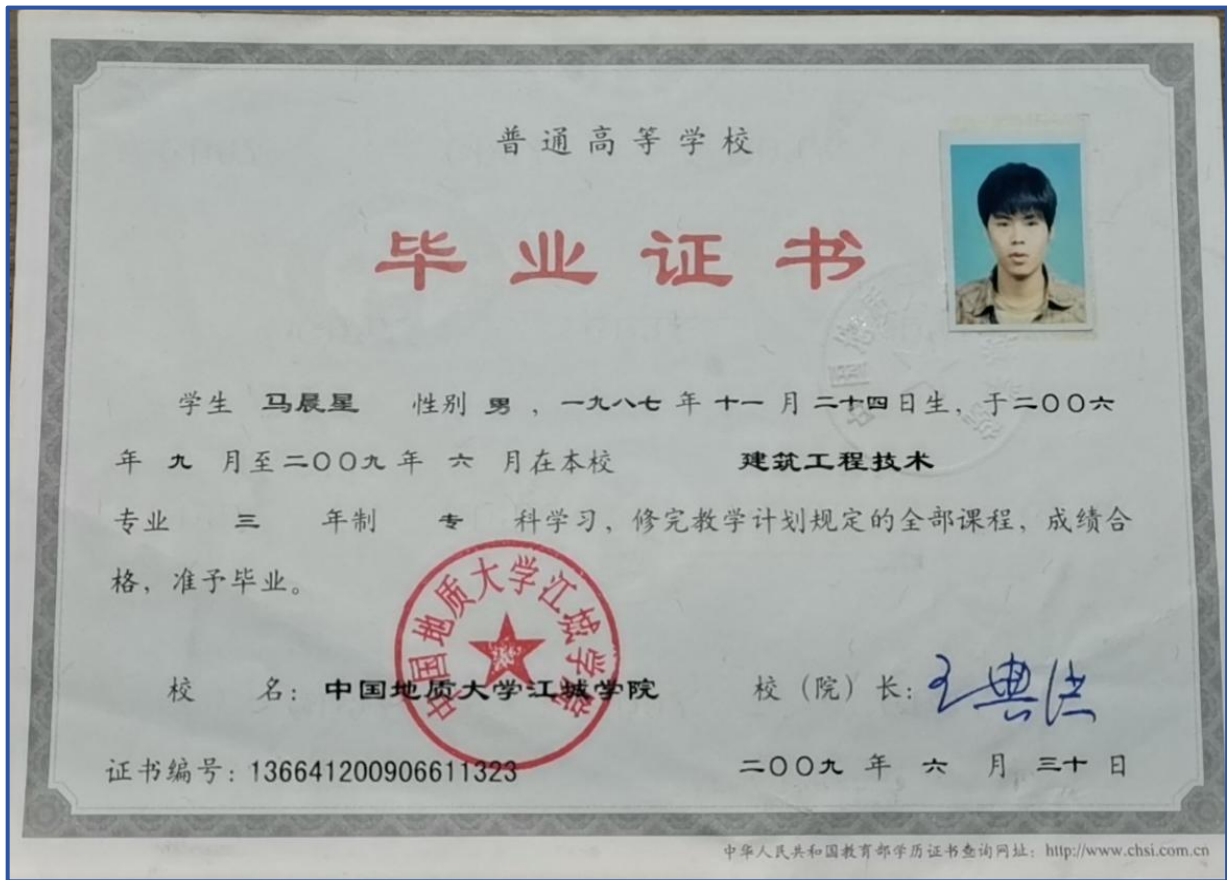 普通高等学校
毕业证书
学生 马晨星 性别 男 ，一九八七 年 十一 月 二十四日生，于二〇〇六
年 九 月至二〇〇九 年 六 月在本校 建筑工程技术
专业 三 年制 专 科学习，修完教学计划规定的全部课程，成绩合
格，准予毕业。
中国地质大学江城学院
校 名：中国地质大学江城学院 校（院）长：王典洪
证书编号：136641200906611323 二〇〇九 年 六 月 三十 日
中华人民共和国教育部学历证书查询网址：http://www.chsi.com.cn